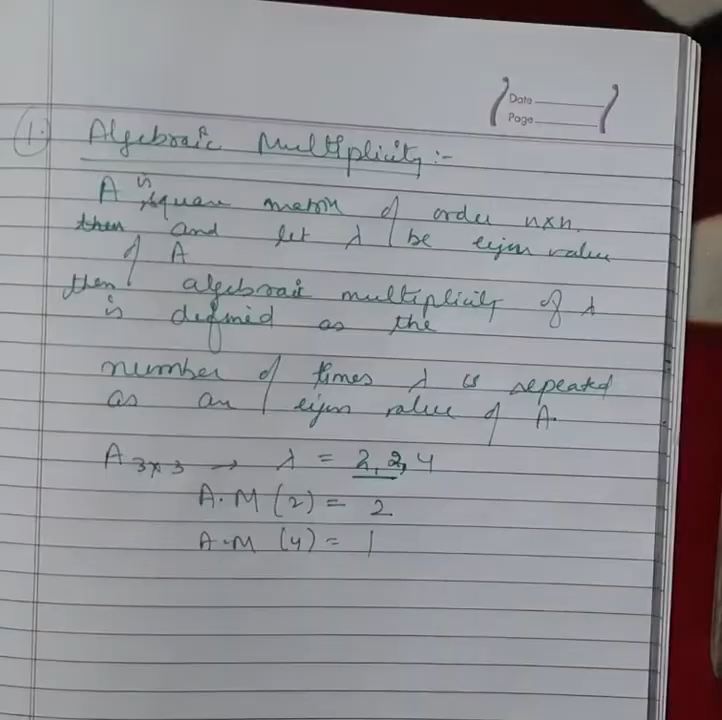 Date
Page
1. Algebraic Multiplicity:-
A is square matrix of order n×n.
then and let λ be eigen value
of A
then algebraic multiplicity of λ
is defined as the
number of times λ is repeated
as an eigen value of A.
A 3×3 → λ = 2, 2, 4
A.M (2) = 2
A.M (4) = 1